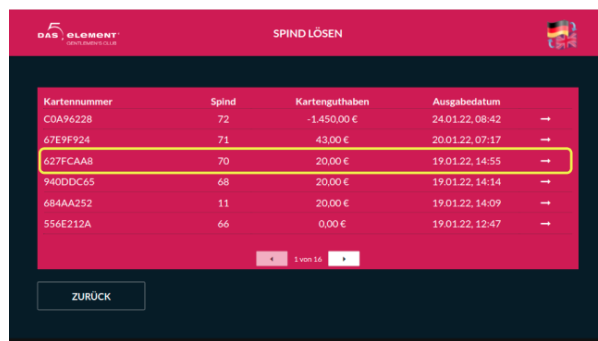 DAS 5. ELEMENT
GENTLEMEN'S CLUB
SPIND LÖSEN
Kartennummer Spind Kartenguthaben Ausgabedatum
C0A96228 72 -1.450,00 € 24.01.22, 08:42 →
67E9F924 71 43,00 € 20.01.22, 07:17 →
627FCAA8 70 20,00 € 19.01.22, 14:55 →
940DDC65 68 20,00 € 19.01.22, 14:14 →
684AA252 11 20,00 € 19.01.22, 14:09 →
556E212A 66 0,00 € 19.01.22, 12:47 →
1 von 16
ZURÜCK